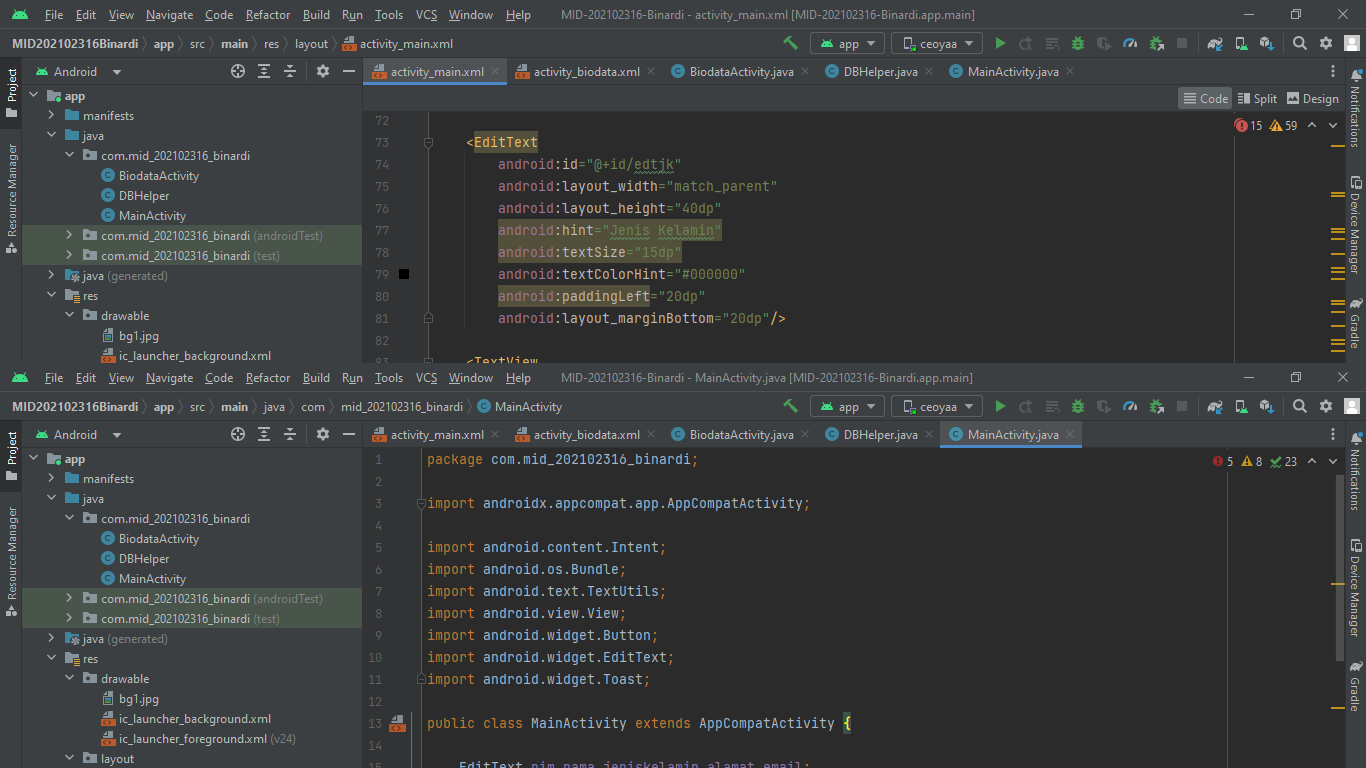 File Edit View Navigate Code Refactor Build Run Tools VCS Window Help MID-202102316-Binardi - activity_main.xml [MID-202102316-Binardi.app.main]
MID202102316Binardi app src main res layout activity_main.xml app ceoyaa
Android activity_main.xml activity_biodata.xml BiodataActivity.java DBHelper.java MainActivity.java
Code Split Design
Project
Resource Manager
app
manifests
java
com.mid_202102316_binardi
BiodataActivity
DBHelper
MainActivity
com.mid_202102316_binardi (androidTest)
com.mid_202102316_binardi (test)
java (generated)
res
drawable
bg1.jpg
ic_launcher_background.xml
15 59
72
73 <EditText
74 android:id="@+id/edtjk"
75 android:layout_width="match_parent"
76 android:layout_height="40dp"
77 android:hint="Jenis Kelamin"
78 android:textSize="15dp"
79 android:textColorHint="#000000"
80 android:paddingLeft="20dp"
81 android:layout_marginBottom="20dp"/>
82
83 <TextView
Notifications
Device Manager
Gradle
File Edit View Navigate Code Refactor Build Run Tools VCS Window Help MID-202102316-Binardi - MainActivity.java [MID-202102316-Binardi.app.main]
MID202102316Binardi app src main java com mid_202102316_binardi MainActivity app ceoyaa
Android activity_main.xml activity_biodata.xml BiodataActivity.java DBHelper.java MainActivity.java
Project
Resource Manager
app
manifests
java
com.mid_202102316_binardi
BiodataActivity
DBHelper
MainActivity
com.mid_202102316_binardi (androidTest)
com.mid_202102316_binardi (test)
java (generated)
res
drawable
bg1.jpg
ic_launcher_background.xml
ic_launcher_foreground.xml (v24)
layout
5 8 23
1 package com.mid_202102316_binardi;
2
3 import androidx.appcompat.app.AppCompatActivity;
4
5 import android.content.Intent;
6 import android.os.Bundle;
7 import android.text.TextUtils;
8 import android.view.View;
9 import android.widget.Button;
10 import android.widget.EditText;
11 import android.widget.Toast;
12
13 public class MainActivity extends AppCompatActivity {
14
15 EditText nim,nama,jeniskelamin,alamat,email;
Notifications
Device Manager
Gradle